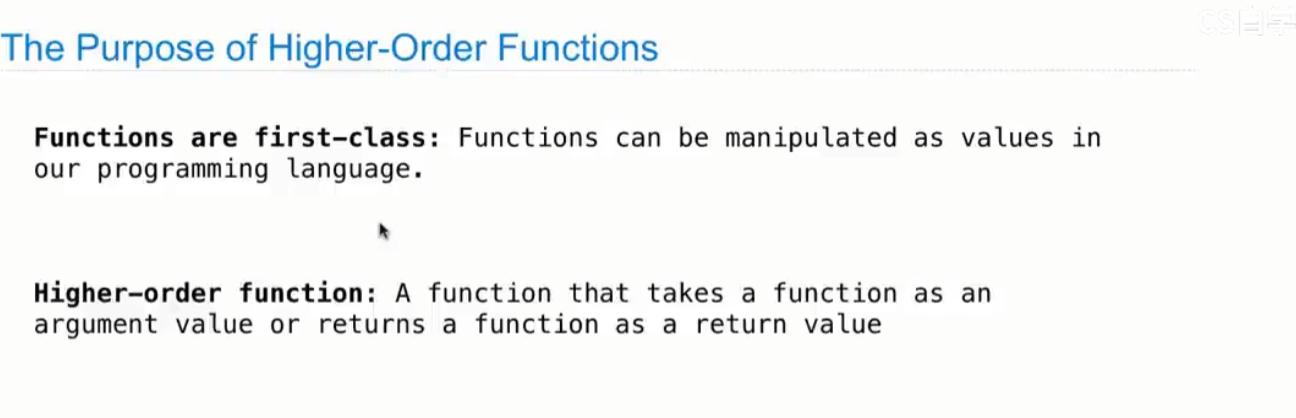 CS自学
The Purpose of Higher-Order Functions
Functions are first-class: Functions can be manipulated as values in
our programming language.
Higher-order function: A function that takes a function as an
argument value or returns a function as a return value